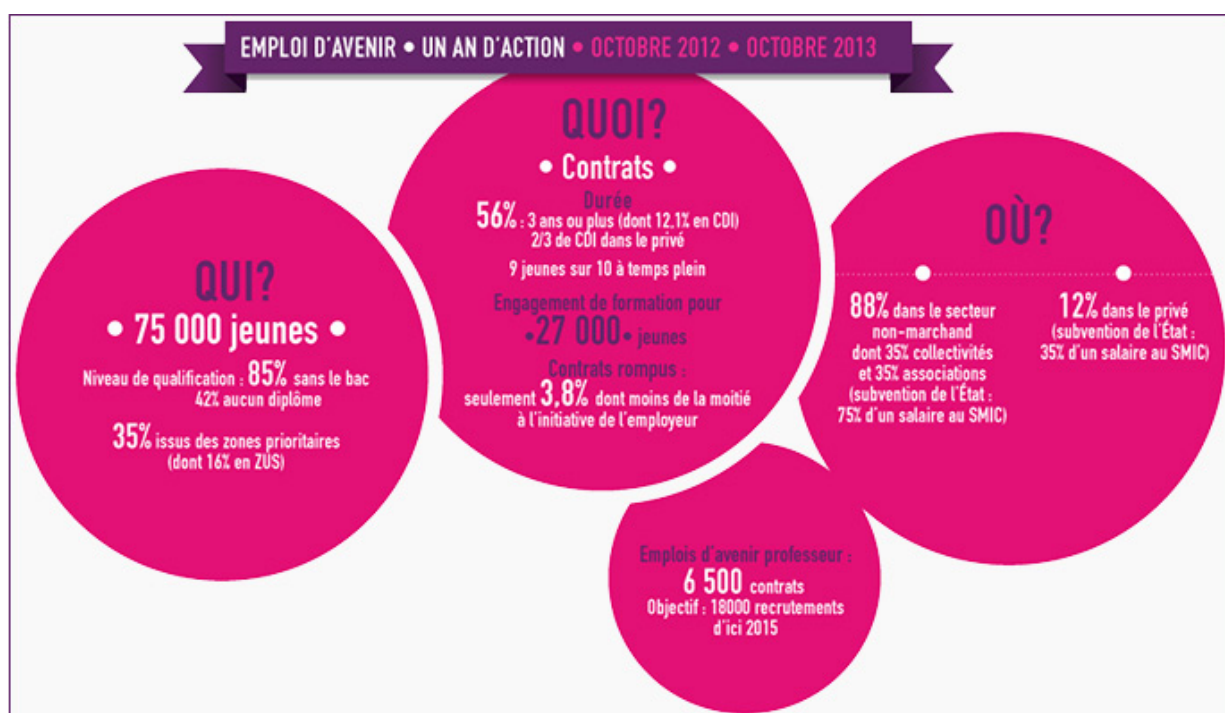 EMPLOI D'AVENIR • UN AN D'ACTION • OCTOBRE 2012 • OCTOBRE 2013
QUI?
• 75 000 jeunes •
Niveau de qualification : 85% sans le bac
42% aucun diplôme
35% issus des zones prioritaires
(dont 16% en ZUS)
QUOI?
• Contrats •
Durée
56% : 3 ans ou plus (dont 12,1% en CDI)
2/3 de CDI dans le privé
9 jeunes sur 10 à temps plein
Engagement de formation pour
•27 000• jeunes
Contrats rompus :
seulement 3,8% dont moins de la moitié
à l'initiative de l'employeur
OÙ?
88% dans le secteur
non-marchand
dont 35% collectivités
et 35% associations
(subvention de l'État :
75% d'un salaire au SMIC)
12% dans le privé
(subvention de l'État :
35% d'un salaire au SMIC)
Emplois d'avenir professeur :
6 500 contrats
Objectif : 18000 recrutements
d'ici 2015